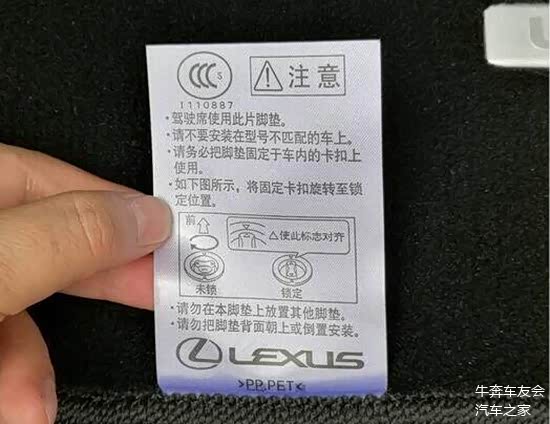 CCC S
注意
I110887
·驾驶席使用此片脚垫。
·请不要安装在型号不匹配的车上。
·请务必把脚垫固定于车内的卡扣上
使用。
·如下图所示，将固定卡扣旋转至锁
定位置。
前
△使此标志对齐
未锁
锁定
·请勿在本脚垫上放置其他脚垫。
·请勿把脚垫背面朝上或倒置安装。
LEXUS
>PP.PET<
牛奔车友会
汽车之家